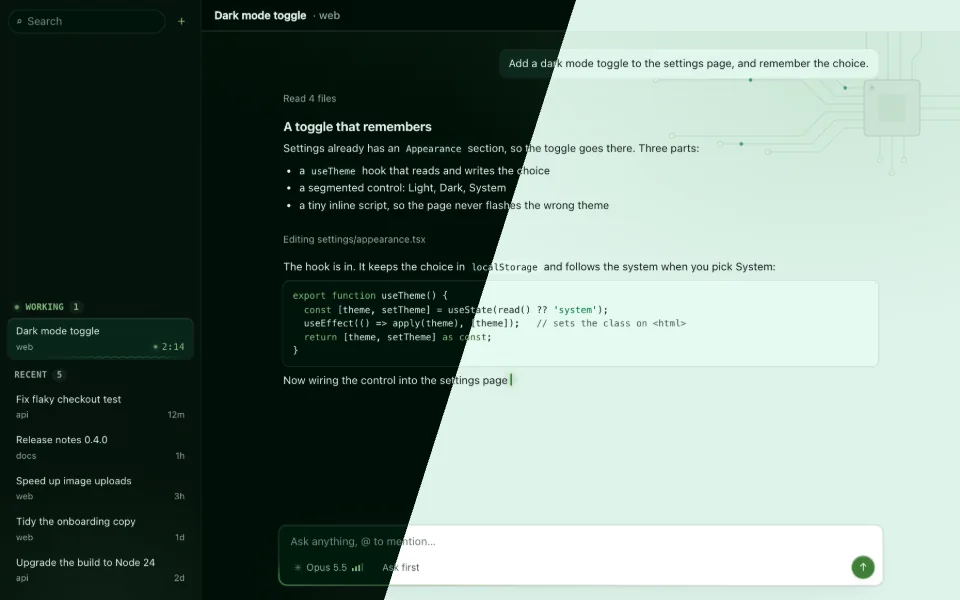 Search
+
Dark mode toggle · web
Add a dark mode toggle to the settings page, and remember the choice.
Read 4 files
A toggle that remembers
Settings already has an Appearance section, so the toggle goes there. Three parts:
• a useTheme hook that reads and writes the choice
• a segmented control: Light, Dark, System
• a tiny inline script, so the page never flashes the wrong theme
Editing settings/appearance.tsx
The hook is in. It keeps the choice in localStorage and follows the system when you pick System:
export function useTheme() {
const [theme, setTheme] = useState(read() ?? 'system');
useEffect(() => apply(theme), [theme]); // sets the class on <html>
return [theme, setTheme] as const;
}
Now wiring the control into the settings page
WORKING 1
Dark mode toggle
web 2:14
RECENT 5
Fix flaky checkout test
api 12m
Release notes 0.4.0
docs 1h
Speed up image uploads
web 3h
Tidy the onboarding copy
web 1d
Upgrade the build to Node 24
api 2d
Ask anything, @ to mention...
Opus 5.5 Ask first